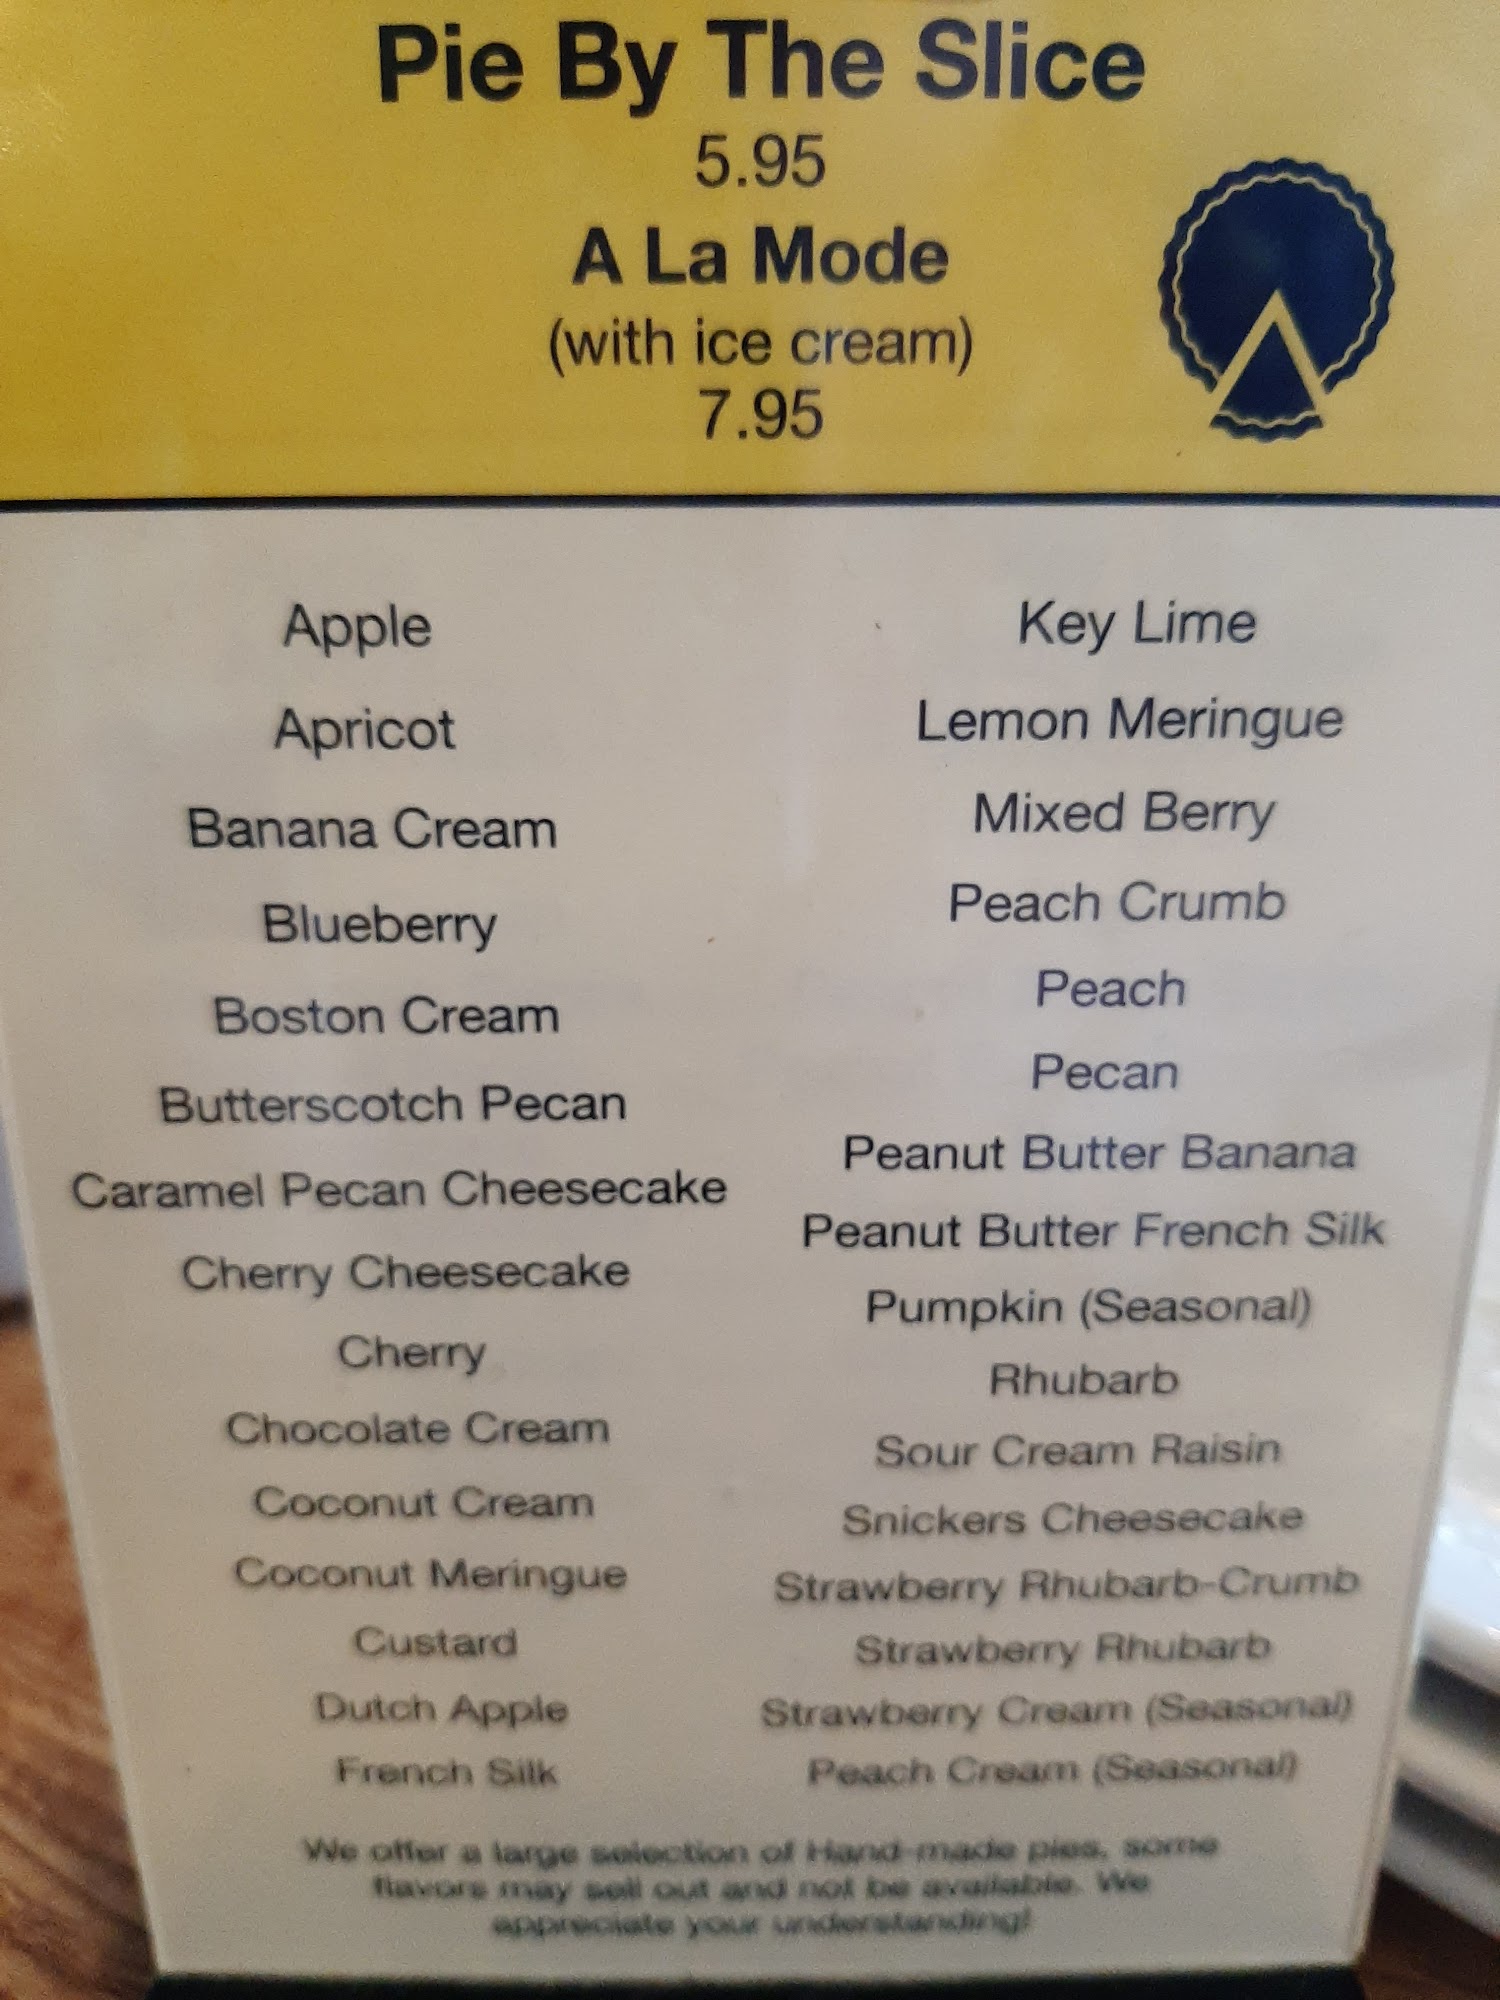 Pie By The Slice
5.95
A La Mode
(with ice cream)
7.95
Apple
Apricot
Banana Cream
Blueberry
Boston Cream
Butterscotch Pecan
Caramel Pecan Cheesecake
Cherry Cheesecake
Cherry
Chocolate Cream
Coconut Cream
Coconut Meringue
Custard
Dutch Apple
French Silk
Key Lime
Lemon Meringue
Mixed Berry
Peach Crumb
Peach
Pecan
Peanut Butter Banana
Peanut Butter French Silk
Pumpkin (Seasonal)
Rhubarb
Sour Cream Raisin
Snickers Cheesecake
Strawberry Rhubarb-Crumb
Strawberry Rhubarb
Strawberry Cream (Seasonal)
Peach Cream (Seasonal)
We offer a large selection of Hand-made pies, some
flavors may sell out and not be available. We
appreciate your understanding!